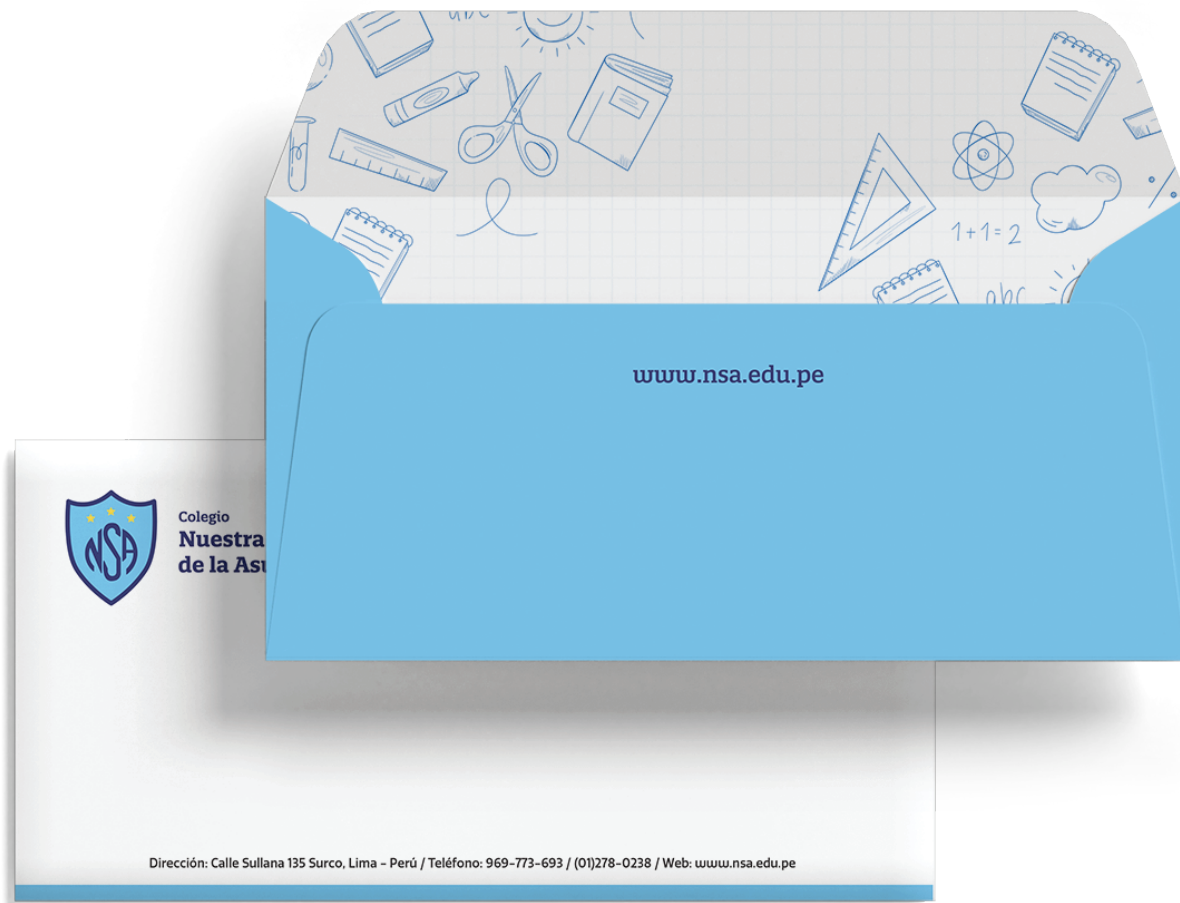 abc
1+1=2
abc
www.nsa.edu.pe
NSA
Colegio
Nuestra
de la
Dirección: Calle Sullana 135 Surco, Lima - Perú / Teléfono: 969-773-693 / (01)278-0238 / Web: www.nsa.edu.pe